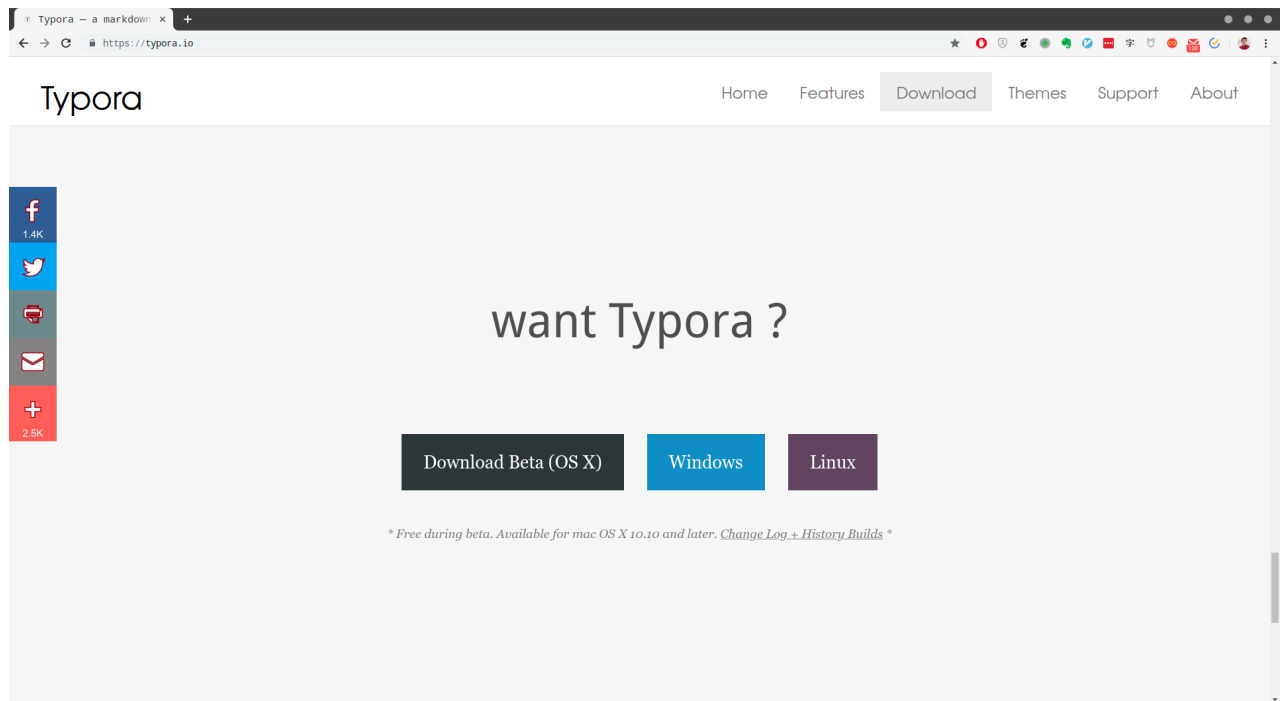 Typora — a markdown
https://typora.io
字
100
Typora
Home Features Download Themes Support About
1.4K
2.5K
want Typora ?
Download Beta (OS X) Windows Linux
* Free during beta. Available for mac OS X 10.10 and later. Change Log + History Builds *